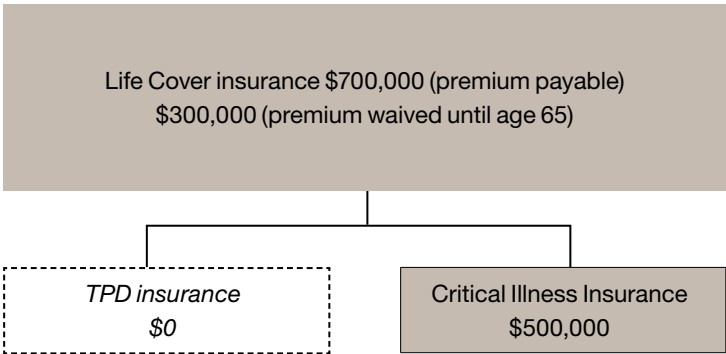 Life Cover insurance $700,000 (premium payable)
$300,000 (premium waived until age 65)
TPD insurance
$0
Critical Illness Insurance
$500,000